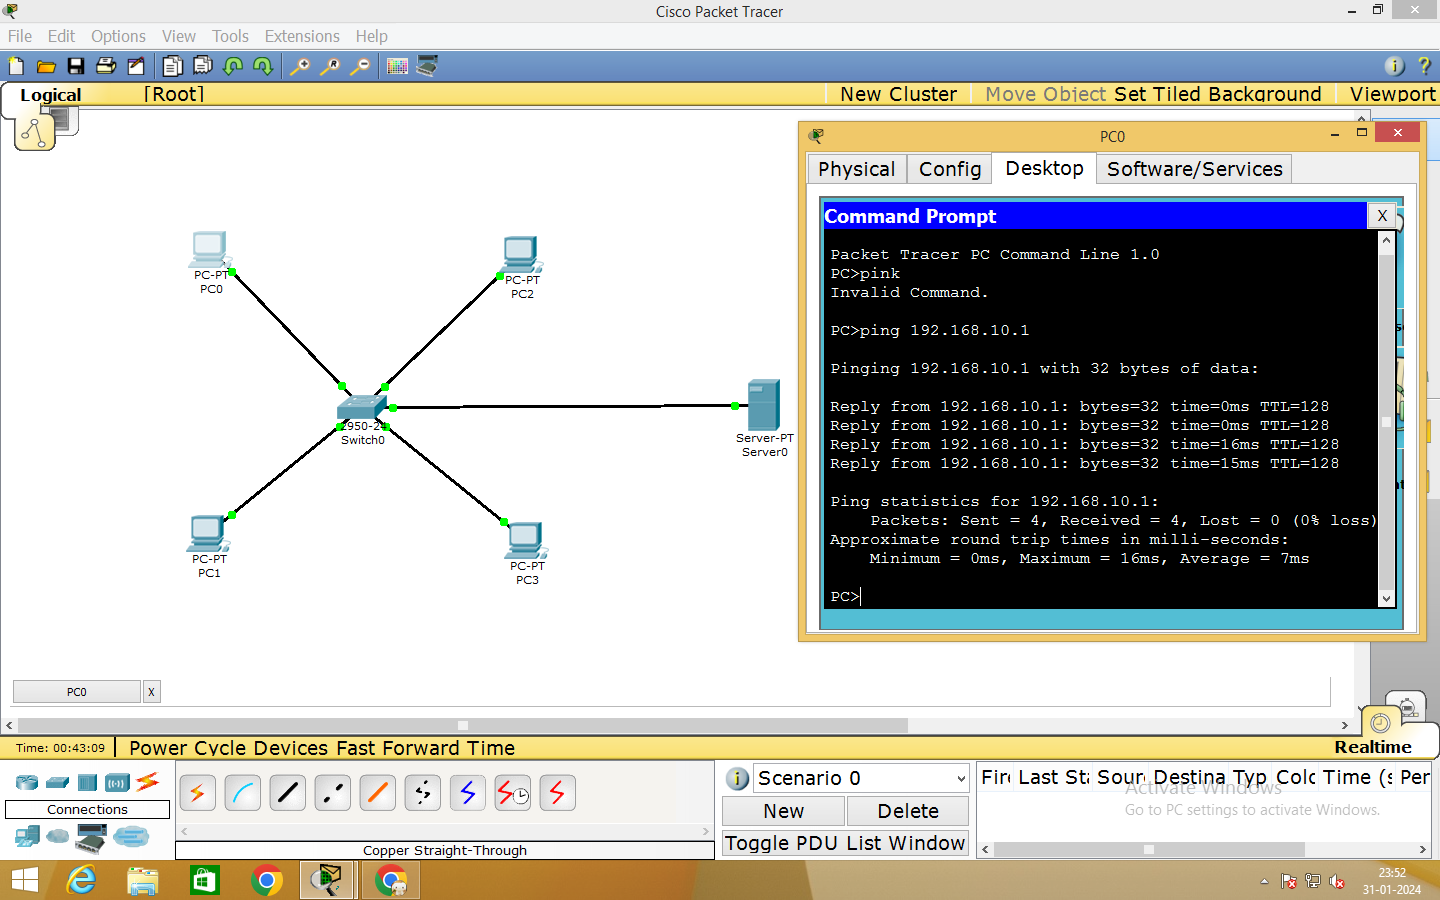 Cisco Packet Tracer
File Edit Options View Tools Extensions Help
Logical [Root] New Cluster Move Object Set Tiled Background Viewport
PC0
Physical Config Desktop Software/Services
Command Prompt X
Packet Tracer PC Command Line 1.0
PC>pink
Invalid Command.
PC>ping 192.168.10.1
Pinging 192.168.10.1 with 32 bytes of data:
Reply from 192.168.10.1: bytes=32 time=0ms TTL=128
Reply from 192.168.10.1: bytes=32 time=0ms TTL=128
Reply from 192.168.10.1: bytes=32 time=16ms TTL=128
Reply from 192.168.10.1: bytes=32 time=15ms TTL=128
Ping statistics for 192.168.10.1:
Packets: Sent = 4, Received = 4, Lost = 0 (0% loss)
Approximate round trip times in milli-seconds:
Minimum = 0ms, Maximum = 16ms, Average = 7ms
PC>
PC-PT
PC0
PC-PT
PC2
2950-24
Switch0
Server-PT
Server0
PC-PT
PC1
PC-PT
PC3
PC0 X
Time: 00:43:09 Power Cycle Devices Fast Forward Time Realtime
Connections
Copper Straight-Through
Scenario 0
New Delete
Toggle PDU List Window
Fire Last Sta Sourc Destina Typ Colo Time (s Per
Activate Windows
Go to PC settings to activate Windows.
23:52
31-01-2024